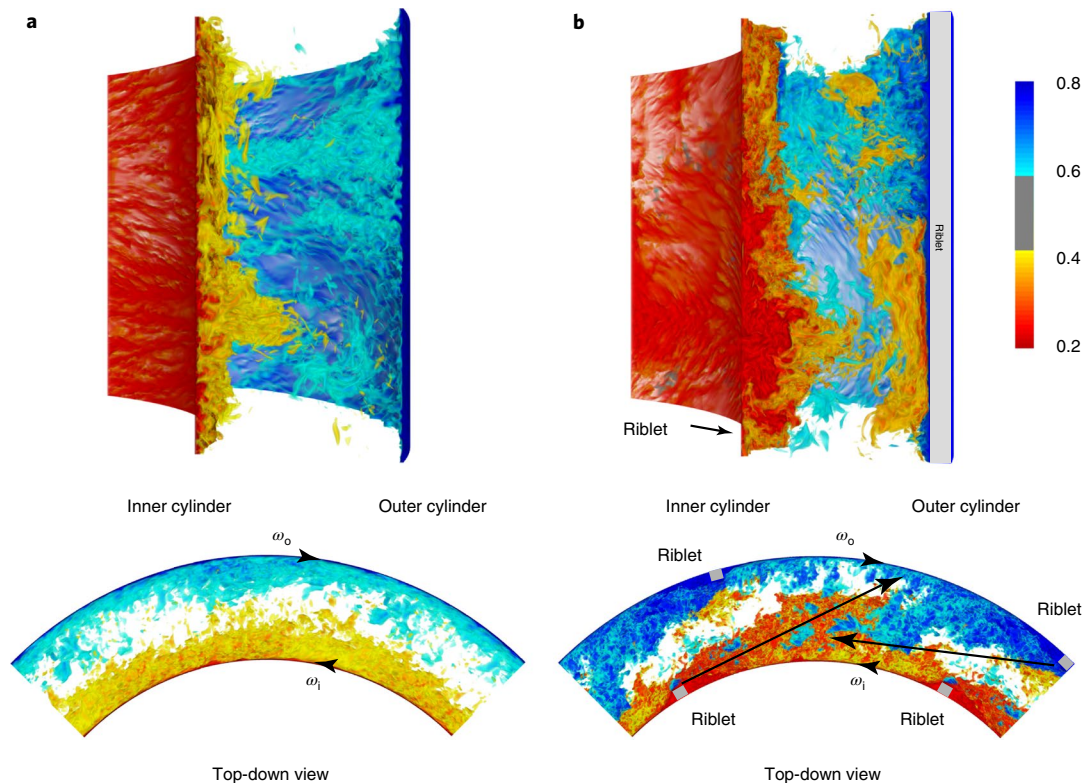 a
b
0.8
0.6
0.4
0.2
Riblet
Riblet
Inner cylinder
Outer cylinder
Inner cylinder
Outer cylinder
ωo
ωi
Top-down view
ωo
Riblet
Riblet
ωi
Riblet
Riblet
Top-down view